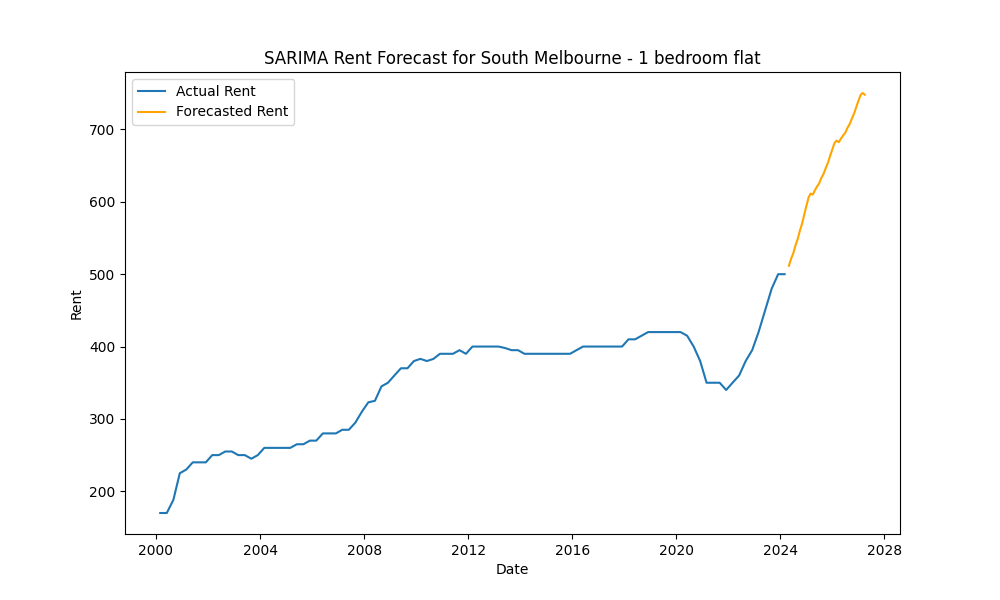 SARIMA Rent Forecast for South Melbourne - 1 bedroom flat
Actual Rent
Forecasted Rent
700
600
500
400
300
200
Rent
2000 2004 2008 2012 2016 2020 2024 2028
Date